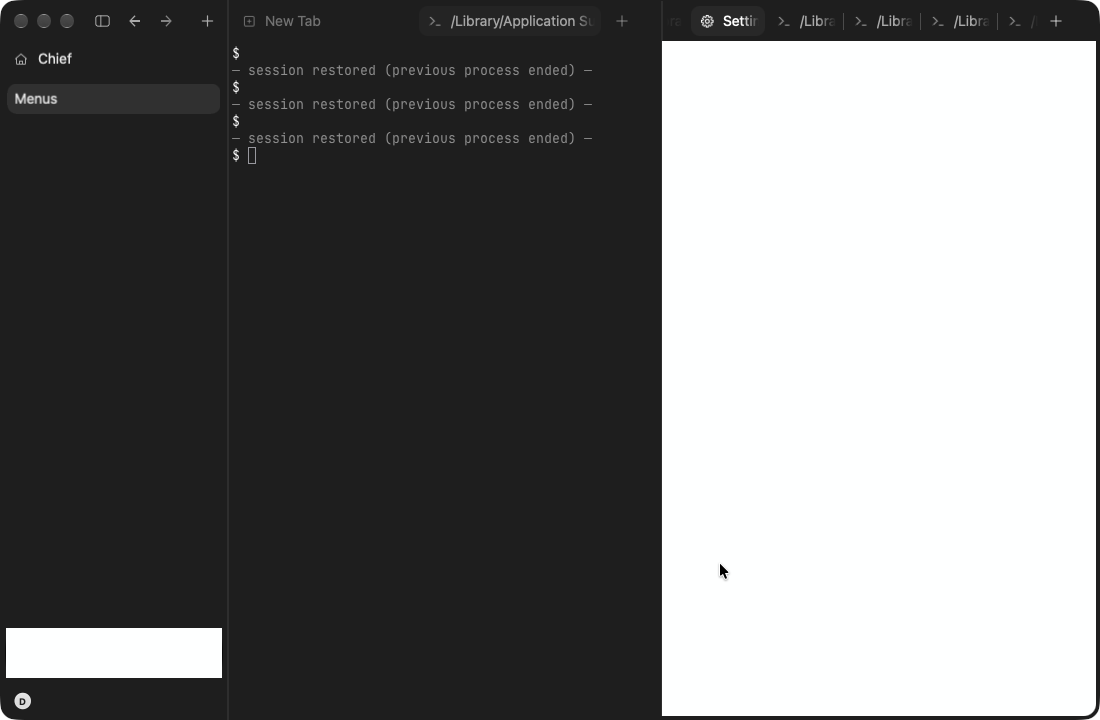 New Tab
/Library/Application Su
Settin
/Libra
/Libra
/Libra
Chief
Menus
$
— session restored (previous process ended) —
$
— session restored (previous process ended) —
$
— session restored (previous process ended) —
$
D